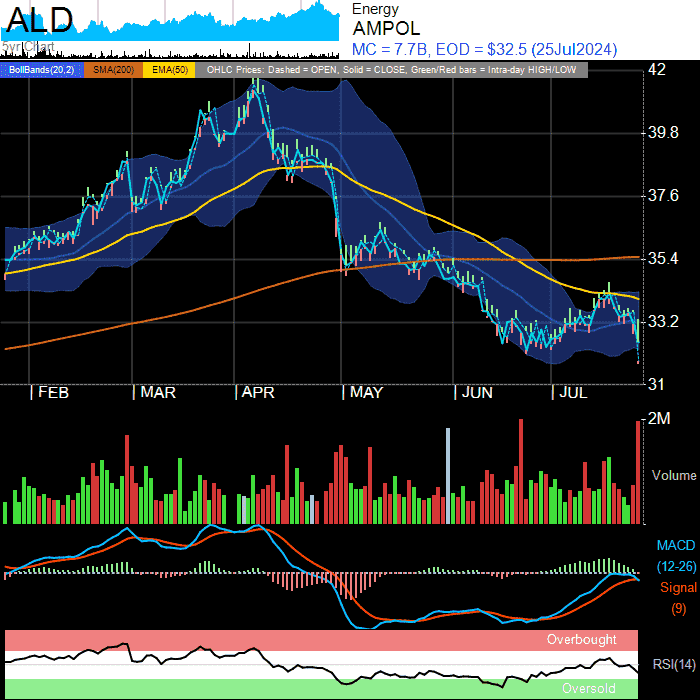 ALD
5yr Chart
Energy
AMPOL
MC = 7.7B, EOD = $32.5 (25Jul2024)
BollBands(20,2) SMA(200) EMA(50) OHLC Prices: Dashed = OPEN, Solid = CLOSE, Green/Red bars = Intra-day HIGH/LOW
42
39.8
37.6
35.4
33.2
31
| FEB | MAR | APR | MAY | JUN | JUL
2M
Volume
MACD
(12-26)
Signal
(9)
Overbought
RSI(14)
Oversold